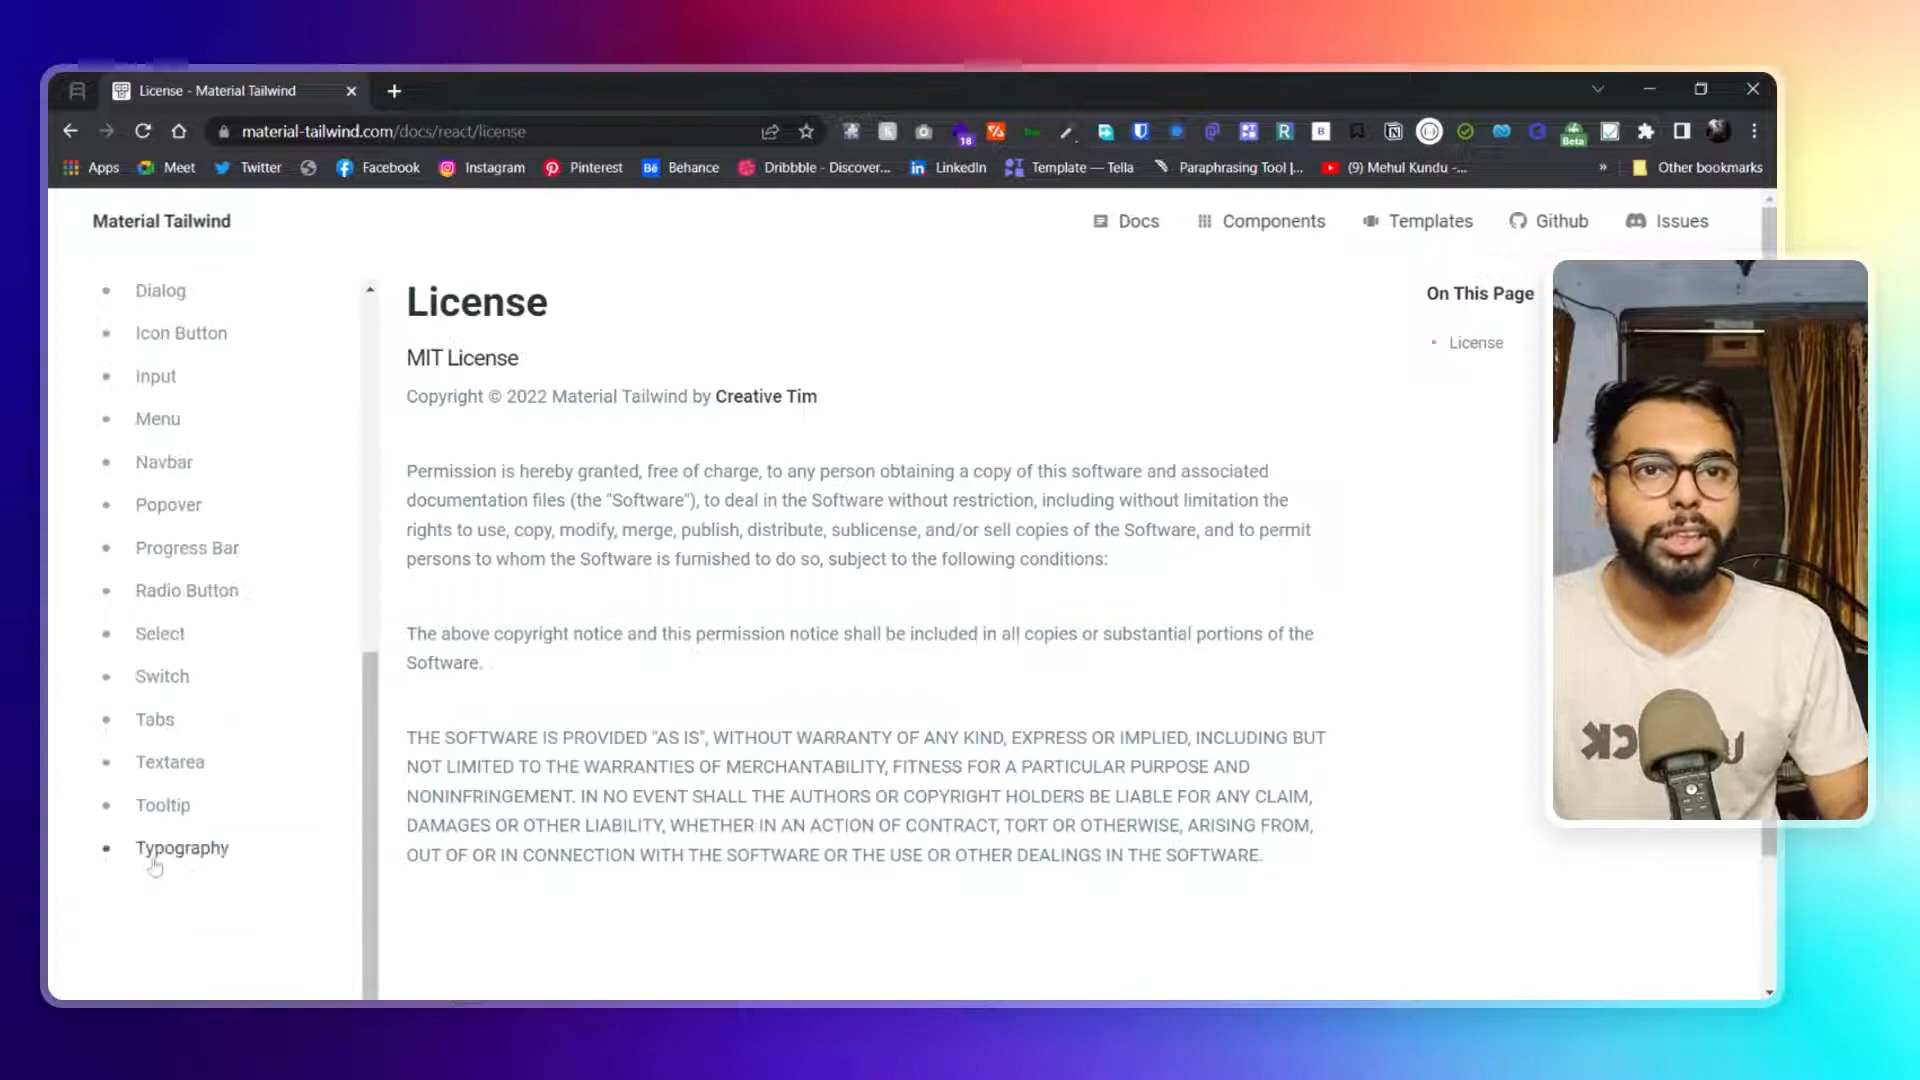 License - Material Tailwind
material-tailwind.com/docs/react/license
18
Beta
Apps
Meet
Twitter
Facebook
Instagram
Pinterest
Behance
Dribbble - Discover...
LinkedIn
Template — Tella
Paraphrasing Tool |...
(9) Mehul Kundu -...
»
Other bookmarks
Material Tailwind
Docs
Components
Templates
Github
Issues
Dialog
Icon Button
Input
Menu
Navbar
Popover
Progress Bar
Radio Button
Select
Switch
Tabs
Textarea
Tooltip
Typography
License
MIT License
Copyright © 2022 Material Tailwind by Creative Tim
Permission is hereby granted, free of charge, to any person obtaining a copy of this software and associated
documentation files (the "Software"), to deal in the Software without restriction, including without limitation the
rights to use, copy, modify, merge, publish, distribute, sublicense, and/or sell copies of the Software, and to permit
persons to whom the Software is furnished to do so, subject to the following conditions:
The above copyright notice and this permission notice shall be included in all copies or substantial portions of the
Software.
THE SOFTWARE IS PROVIDED "AS IS", WITHOUT WARRANTY OF ANY KIND, EXPRESS OR IMPLIED, INCLUDING BUT
NOT LIMITED TO THE WARRANTIES OF MERCHANTABILITY, FITNESS FOR A PARTICULAR PURPOSE AND
NONINFRINGEMENT. IN NO EVENT SHALL THE AUTHORS OR COPYRIGHT HOLDERS BE LIABLE FOR ANY CLAIM,
DAMAGES OR OTHER LIABILITY, WHETHER IN AN ACTION OF CONTRACT, TORT OR OTHERWISE, ARISING FROM,
OUT OF OR IN CONNECTION WITH THE SOFTWARE OR THE USE OR OTHER DEALINGS IN THE SOFTWARE.
On This Page
License